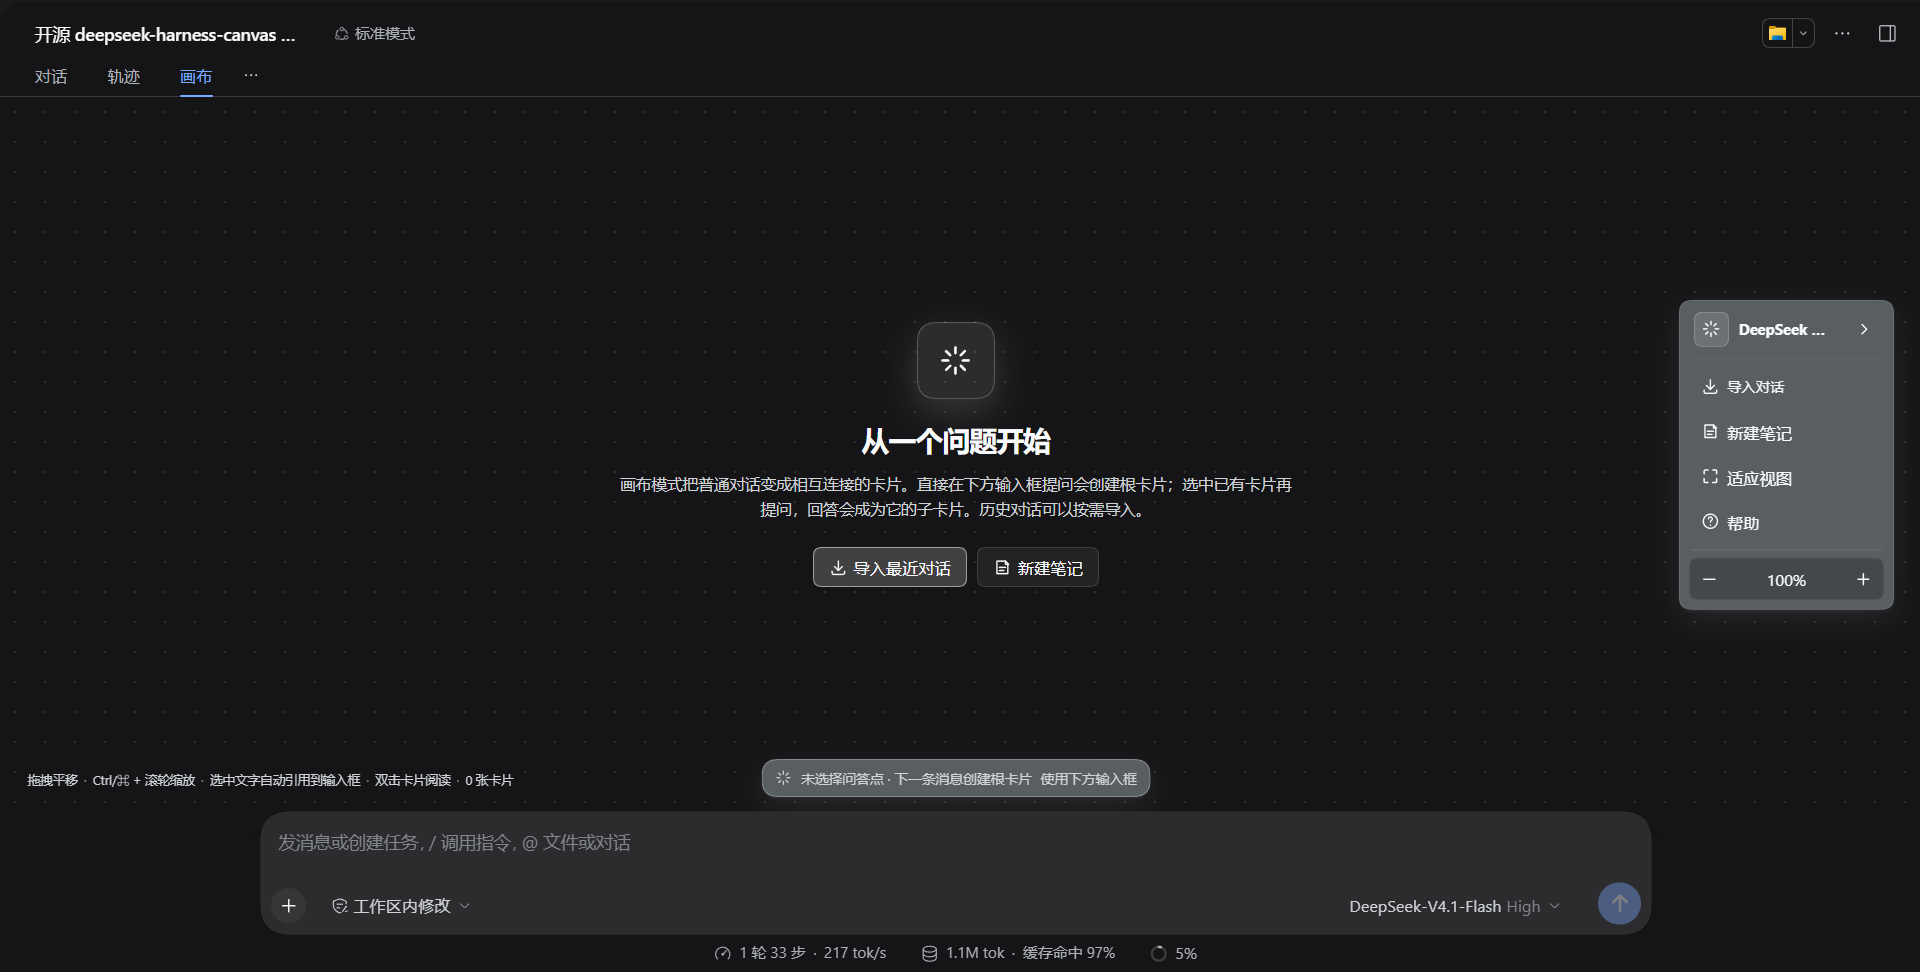 开源 deepseek-harness-canvas ...
标准模式
对话 轨迹 画布 ...
DeepSeek ...
导入对话
新建笔记
适应视图
帮助
100%
从一个问题开始
画布模式把普通对话变成相互连接的卡片。直接在下方输入框提问会创建根卡片；选中已有卡片再
提问，回答会成为它的子卡片。历史对话可以按需导入。
导入最近对话
新建笔记
拖拽平移 · Ctrl/⌘ + 滚轮缩放 · 选中文字自动引用到输入框 · 双击卡片阅读 · 0 张卡片
未选择问答点 · 下一条消息创建根卡片 使用下方输入框
发消息或创建任务, / 调用指令, @ 文件或对话
工作区内修改
DeepSeek-V4.1-Flash High
1 轮 33 步 · 217 tok/s 1.1M tok · 缓存命中 97% 5%